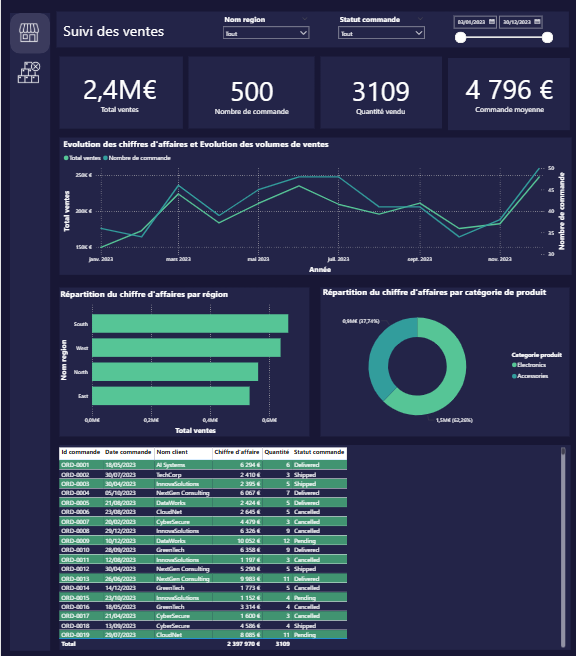 Suivi des ventes
Nom region
Tout
Statut commande
Tout
03/01/2023
30/12/2023
2,4M€
Total ventes
500
Nombre de commande
3109
Quantité vendu
4 796 €
Commande moyenne
Evolution des chiffres d'affaires et Evolution des volumes de ventes
Total ventes Nombre de commande
Total ventes
250K €
200K €
150K €
50
45
40
35
30
Nombre de commande
janv. 2023 mars 2023 mai 2023 juil. 2023 sept. 2023 nov. 2023
Année
Répartition du chiffre d'affaires par région
Nom region
South
West
North
East
0,0M€ 0,2M€ 0,4M€ 0,6M€
Total ventes
Répartition du chiffre d'affaires par catégorie de produit
0,9M€ (37,74%)
1,5M€ (62,26%)
Categorie produit
Electronics
Accessories
Id commande Date commande Nom client Chiffre d'affaire Quantité Statut commande
ORD-0001 18/05/2023 AI Systems 6 294 € 6 Delivered
ORD-0002 30/07/2023 TechCorp 2 410 € 3 Shipped
ORD-0003 30/04/2023 InnovaSolutions 2 395 € 5 Shipped
ORD-0004 05/10/2023 NextGen Consulting 6 067 € 7 Delivered
ORD-0005 21/08/2023 DataWorks 2 424 € 5 Delivered
ORD-0006 23/08/2023 CloudNet 2 645 € 5 Cancelled
ORD-0007 20/02/2023 CyberSecure 4 479 € 3 Cancelled
ORD-0008 29/12/2023 InnovaSolutions 6 326 € 9 Cancelled
ORD-0009 10/12/2023 DataWorks 10 052 € 12 Pending
ORD-0010 28/09/2023 GreenTech 6 358 € 9 Delivered
ORD-0011 12/08/2023 InnovaSolutions 1 197 € 3 Cancelled
ORD-0012 30/04/2023 NextGen Consulting 5 290 € 5 Shipped
ORD-0013 26/06/2023 NextGen Consulting 9 983 € 11 Delivered
ORD-0014 14/12/2023 GreenTech 1 773 € 5 Cancelled
ORD-0015 23/10/2023 InnovaSolutions 1 152 € 4 Pending
ORD-0016 18/05/2023 GreenTech 3 314 € 4 Cancelled
ORD-0017 21/04/2023 CyberSecure 1 600 € 3 Cancelled
ORD-0018 13/09/2023 CyberSecure 4 586 € 4 Shipped
ORD-0019 29/07/2023 CloudNet 8 085 € 11 Pending
Total 2 397 970 € 3109